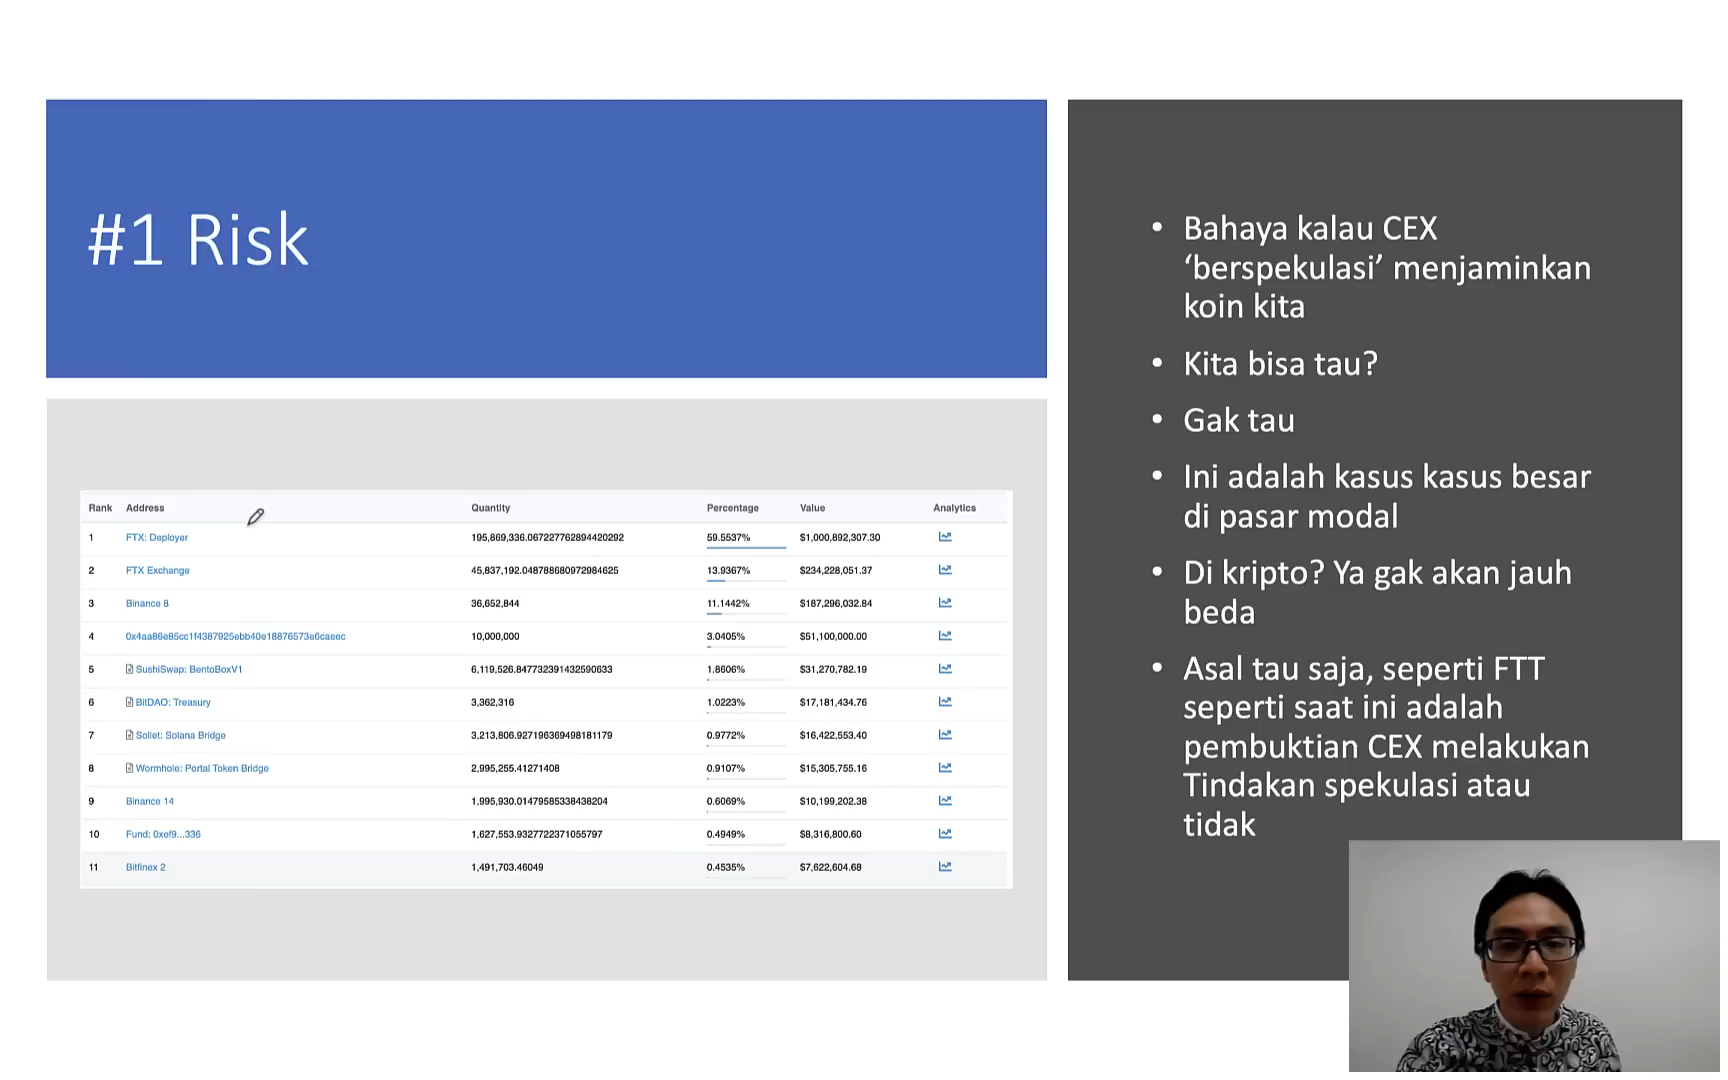 #1 Risk
Rank Address Quantity Percentage Value Analytics
1 FTX: Deployer 195,869,336.067227762894420292 59.5537% $1,000,892,307.30
2 FTX Exchange 45,837,192.048788680972984625 13.9367% $234,228,051.37
3 Binance 8 36,652,844 11.1442% $187,296,032.84
4 0x4aa86e85cc1f4387925ebb40e18876573e6caeec 10,000,000 3.0405% $51,100,000.00
5 SushiSwap: BentoBoxV1 6,119,526.847732391432590633 1.8606% $31,270,782.19
6 BitDAO: Treasury 3,362,316 1.0223% $17,181,434.76
7 Sollet: Solana Bridge 3,213,806.927196369498181179 0.9772% $16,422,553.40
8 Wormhole: Portal Token Bridge 2,995,255.41271408 0.9107% $15,305,755.16
9 Binance 14 1,995,930.01479585338438204 0.6069% $10,199,202.38
10 Fund: 0xef9...336 1,627,553.9327722371055797 0.4949% $8,316,800.60
11 Bitfinex 2 1,491,703.46049 0.4535% $7,622,604.68
• Bahaya kalau CEX
‘berspekulasi’ menjaminkan
koin kita
• Kita bisa tau?
• Gak tau
• Ini adalah kasus kasus besar
di pasar modal
• Di kripto? Ya gak akan jauh
beda
• Asal tau saja, seperti FTT
seperti saat ini adalah
pembuktian CEX melakukan
Tindakan spekulasi atau
tidak